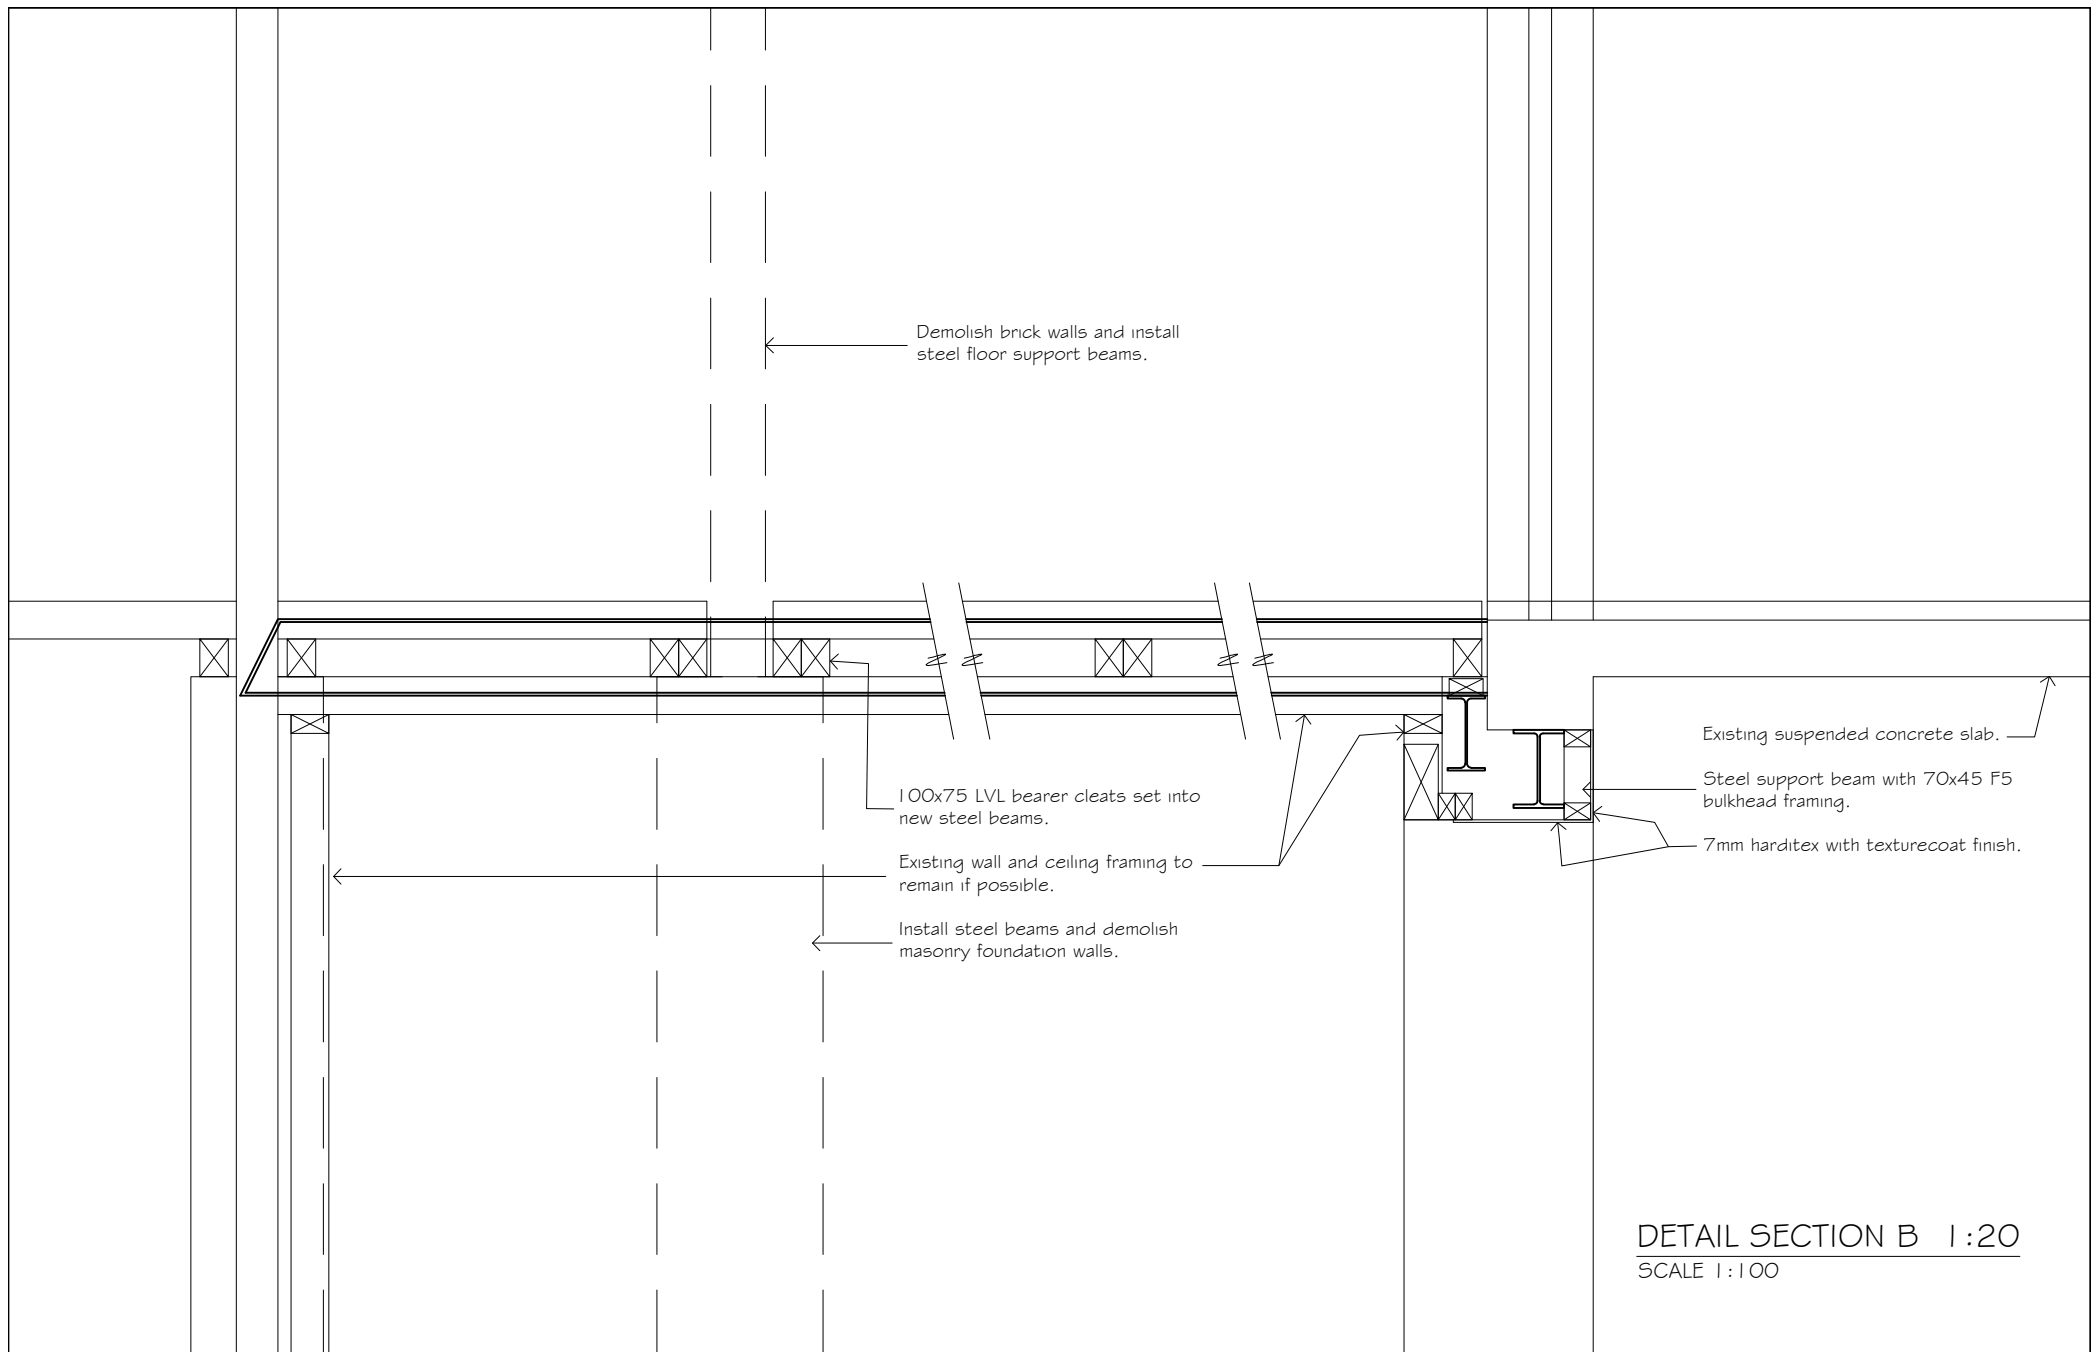 Demolish brick walls and install
steel floor support beams.
Existing suspended concrete slab.
Steel support beam with 70x45 F5
bulkhead framing.
100x75 LVL bearer cleats set into
new steel beams.
7mm harditex with texturecoat finish.
Existing wall and ceiling framing to
remain if possible.
Install steel beams and demolish
masonry foundation walls.
DETAIL SECTION B 1:20
SCALE 1:100